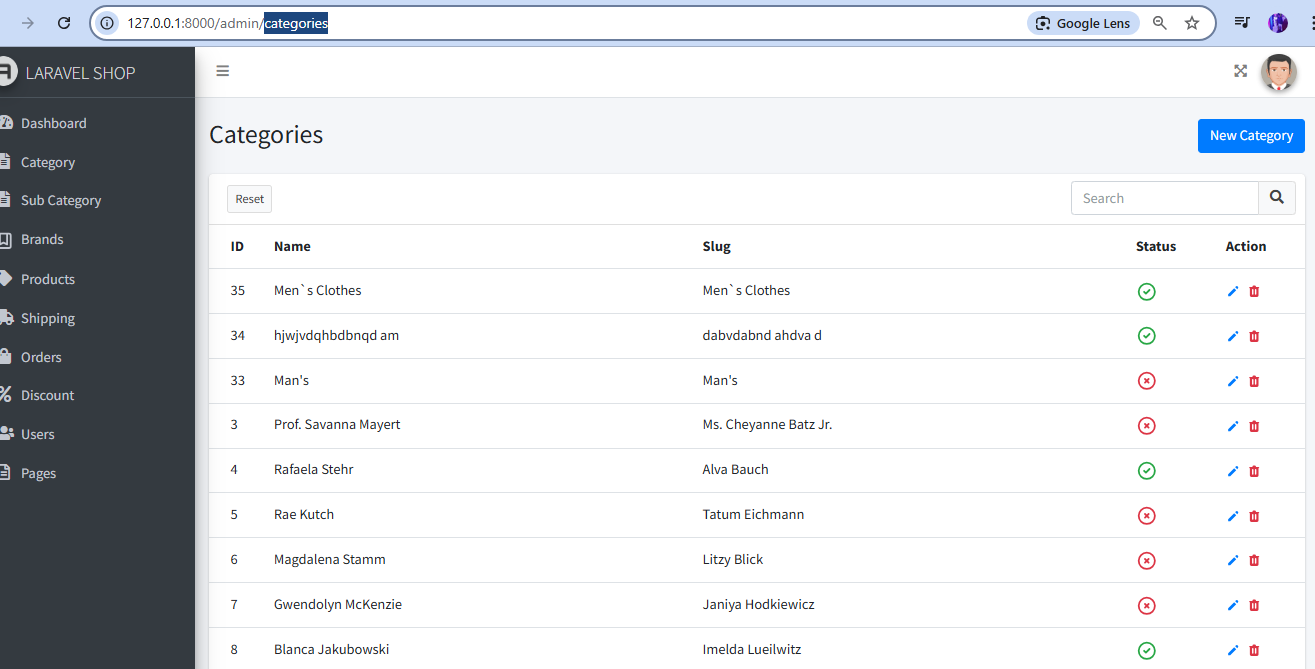 127.0.0.1:8000/admin/categories Google Lens
LARAVEL SHOP
Dashboard
Category
Sub Category
Brands
Products
Shipping
Orders
Discount
Users
Pages
Categories New Category
Reset Search
ID Name Slug Status Action
35 Men`s Clothes Men`s Clothes
34 hjwjvdqhbdbnqd am dabvdabnd ahdva d
33 Man's Man's
3 Prof. Savanna Mayert Ms. Cheyanne Batz Jr.
4 Rafaela Stehr Alva Bauch
5 Rae Kutch Tatum Eichmann
6 Magdalena Stamm Litzy Blick
7 Gwendolyn McKenzie Janiya Hodkiewicz
8 Blanca Jakubowski Imelda Lueilwitz